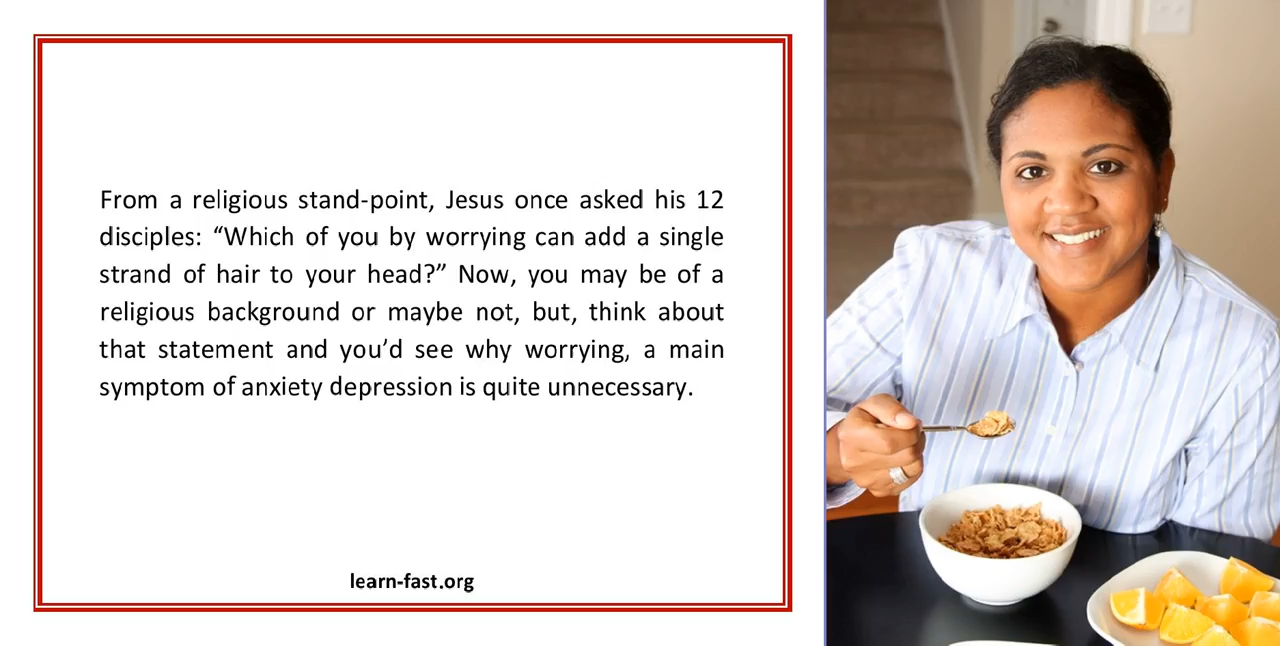 From a religious stand-point, Jesus once asked his 12
disciples: “Which of you by worrying can add a single
strand of hair to your head?” Now, you may be of a
religious background or maybe not, but, think about
that statement and you’d see why worrying, a main
symptom of anxiety depression is quite unnecessary.
learn-fast.org